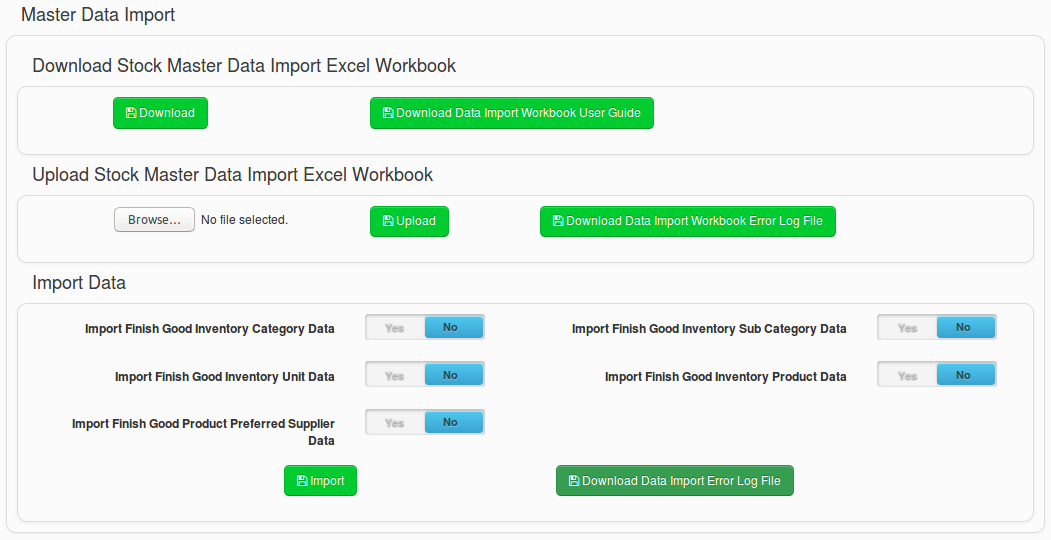 Master Data Import
Download Stock Master Data Import Excel Workbook
Download Download Data Import Workbook User Guide
Upload Stock Master Data Import Excel Workbook
Browse... No file selected. Upload Download Data Import Workbook Error Log File
Import Data
Import Finish Good Inventory Category Data Yes No Import Finish Good Inventory Sub Category Data Yes No
Import Finish Good Inventory Unit Data Yes No Import Finish Good Inventory Product Data Yes No
Import Finish Good Product Preferred Supplier Yes No
Data
Import Download Data Import Error Log File